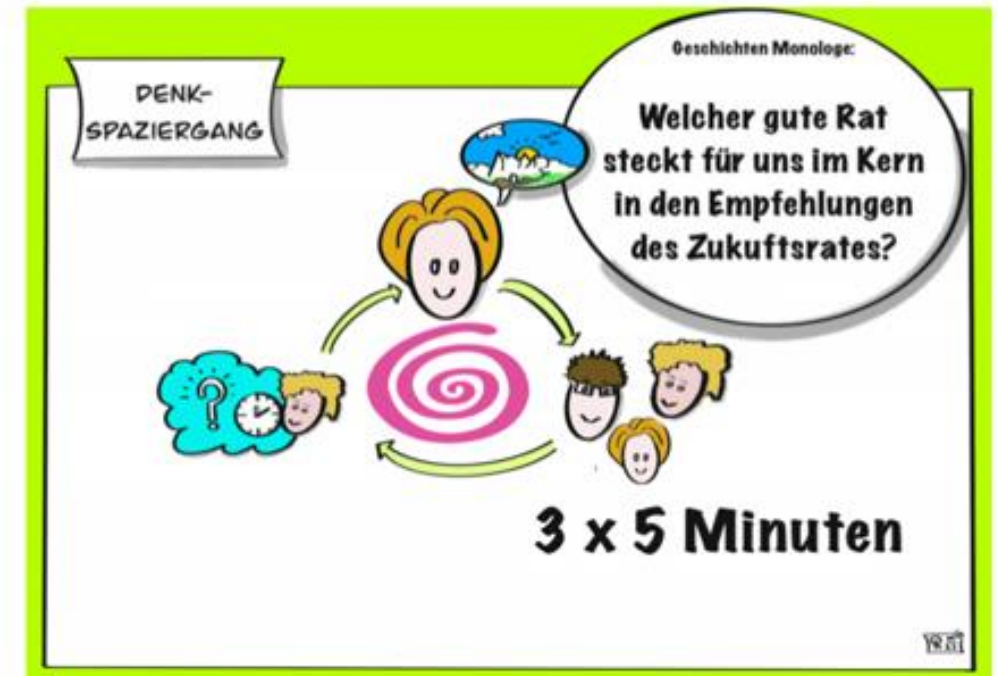 DENK-
SPAZIERGANG
Geschichten Monologe:
Welcher gute Rat
steckt für uns im Kern
in den Empfehlungen
des Zukuftsrates?
3 x 5 Minuten